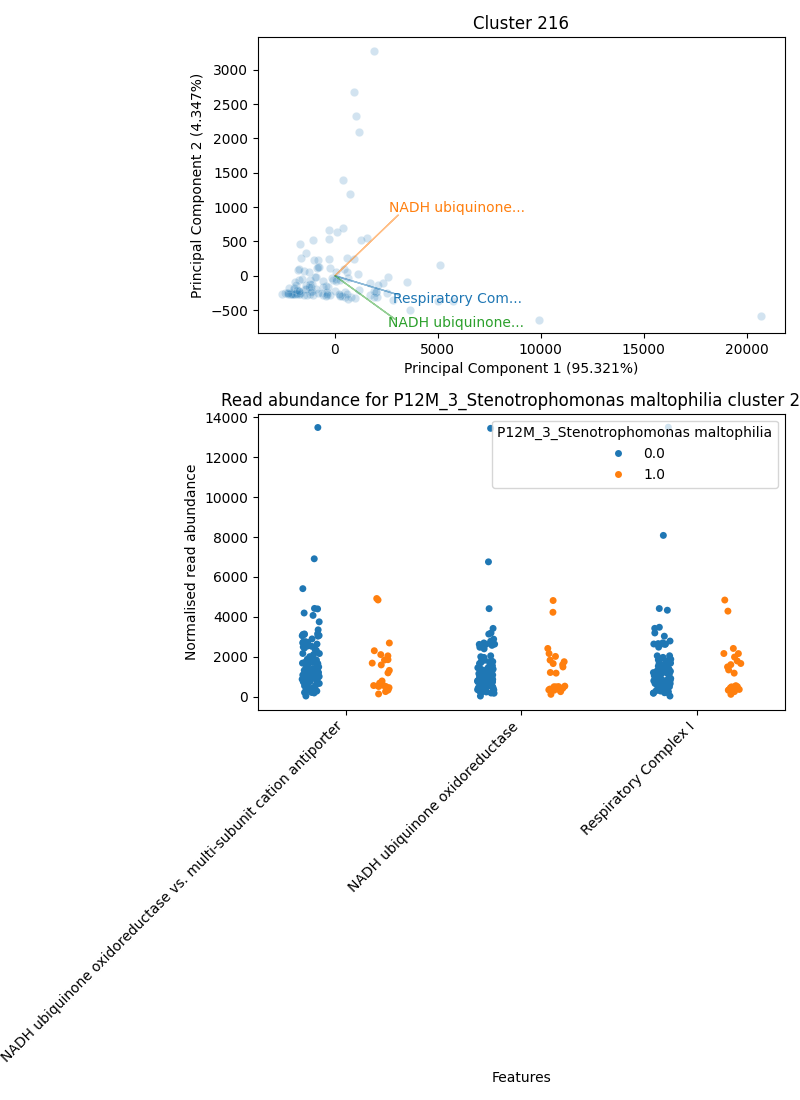 Cluster 216
3000
2500
2000
1500
1000
500
0
−500
Principal Component 2 (4.347%)
NADH ubiquinone...
Respiratory Com...
NADH ubiquinone...
0
5000
10000
15000
20000
Principal Component 1 (95.321%)
Read abundance for P12M_3_Stenotrophomonas maltophilia cluster 2
14000
12000
10000
8000
6000
4000
2000
0
Normalised read abundance
P12M_3_Stenotrophomonas maltophilia
0.0
1.0
NADH ubiquinone oxidoreductase vs. multi-subunit cation antiporter
NADH ubiquinone oxidoreductase
Respiratory Complex I
Features